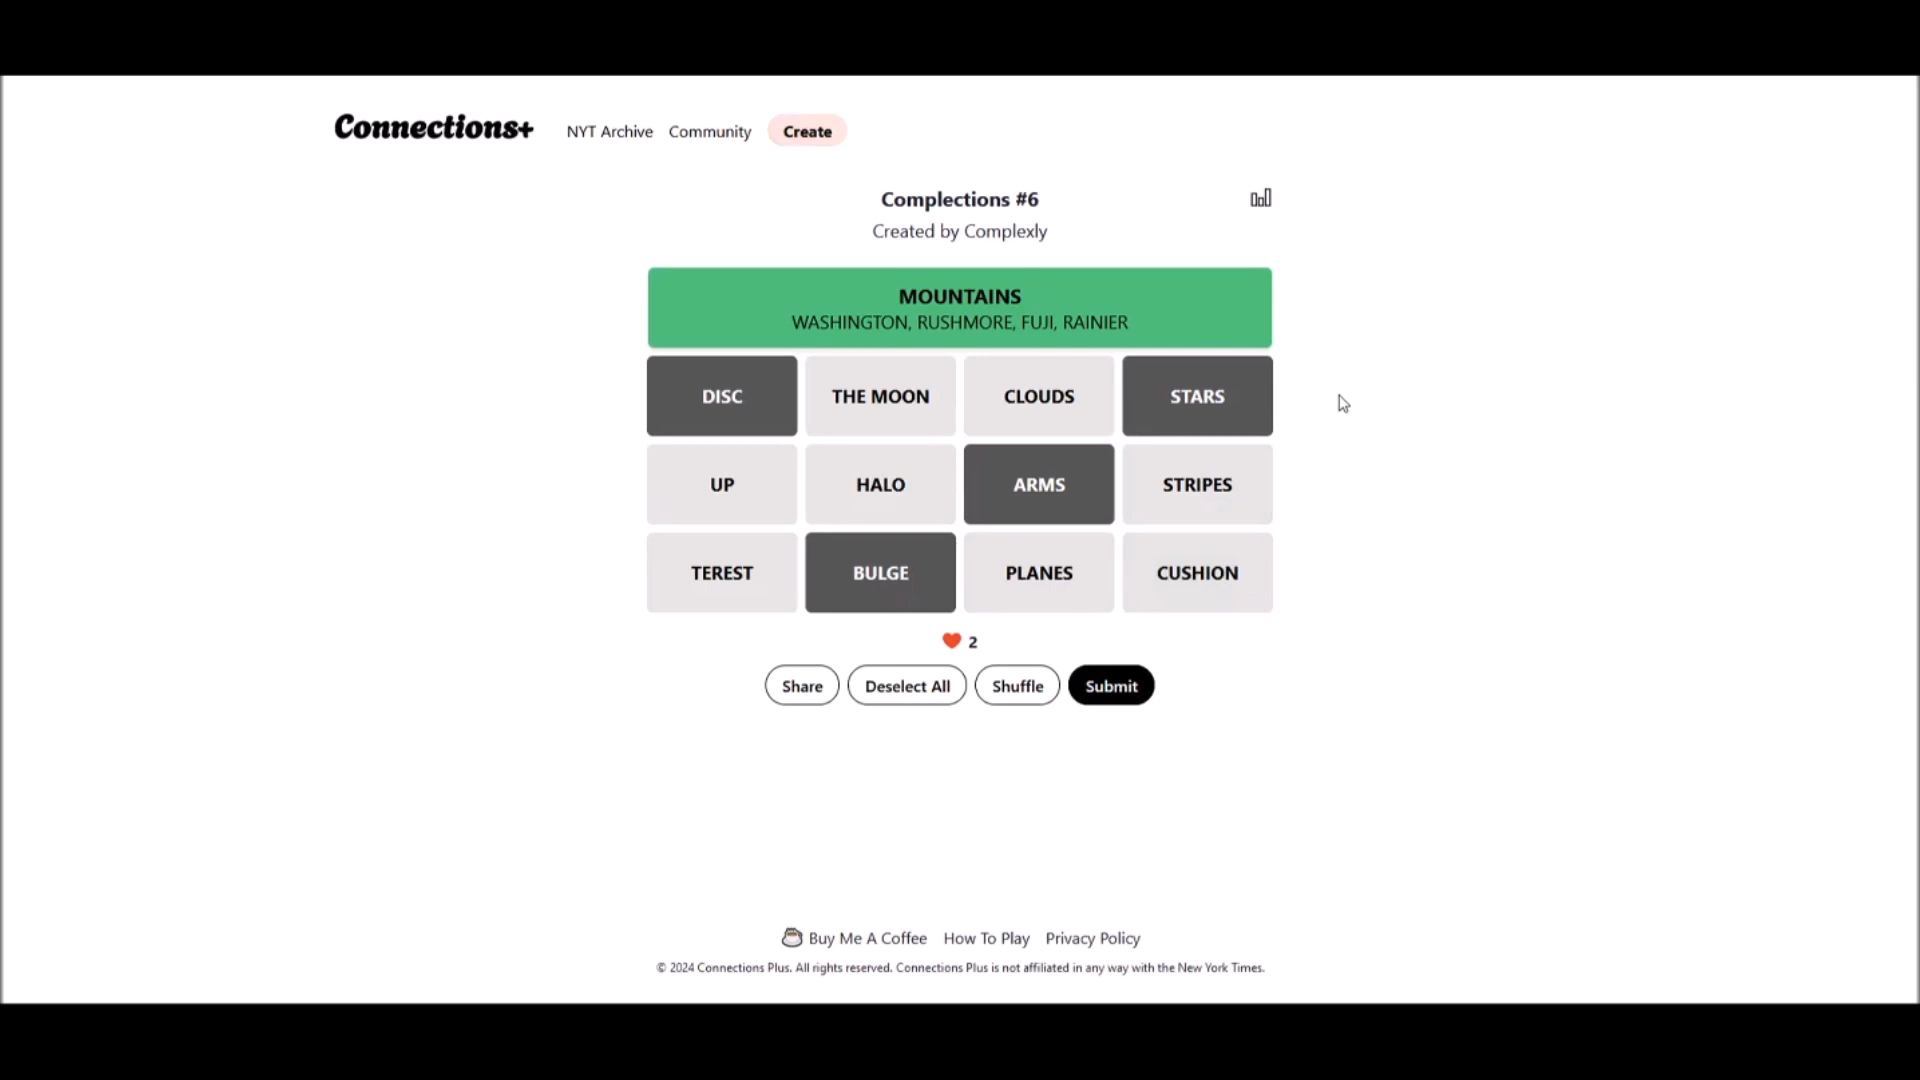 Connections+ NYT Archive Community Create
Complections #6
Created by Complexly
MOUNTAINS
WASHINGTON, RUSHMORE, FUJI, RAINIER
DISC THE MOON CLOUDS STARS
UP HALO ARMS STRIPES
TEREST BULGE PLANES CUSHION
2
Share Deselect All Shuffle Submit
Buy Me A Coffee How To Play Privacy Policy
© 2024 Connections Plus. All rights reserved. Connections Plus is not affiliated in any way with the New York Times.